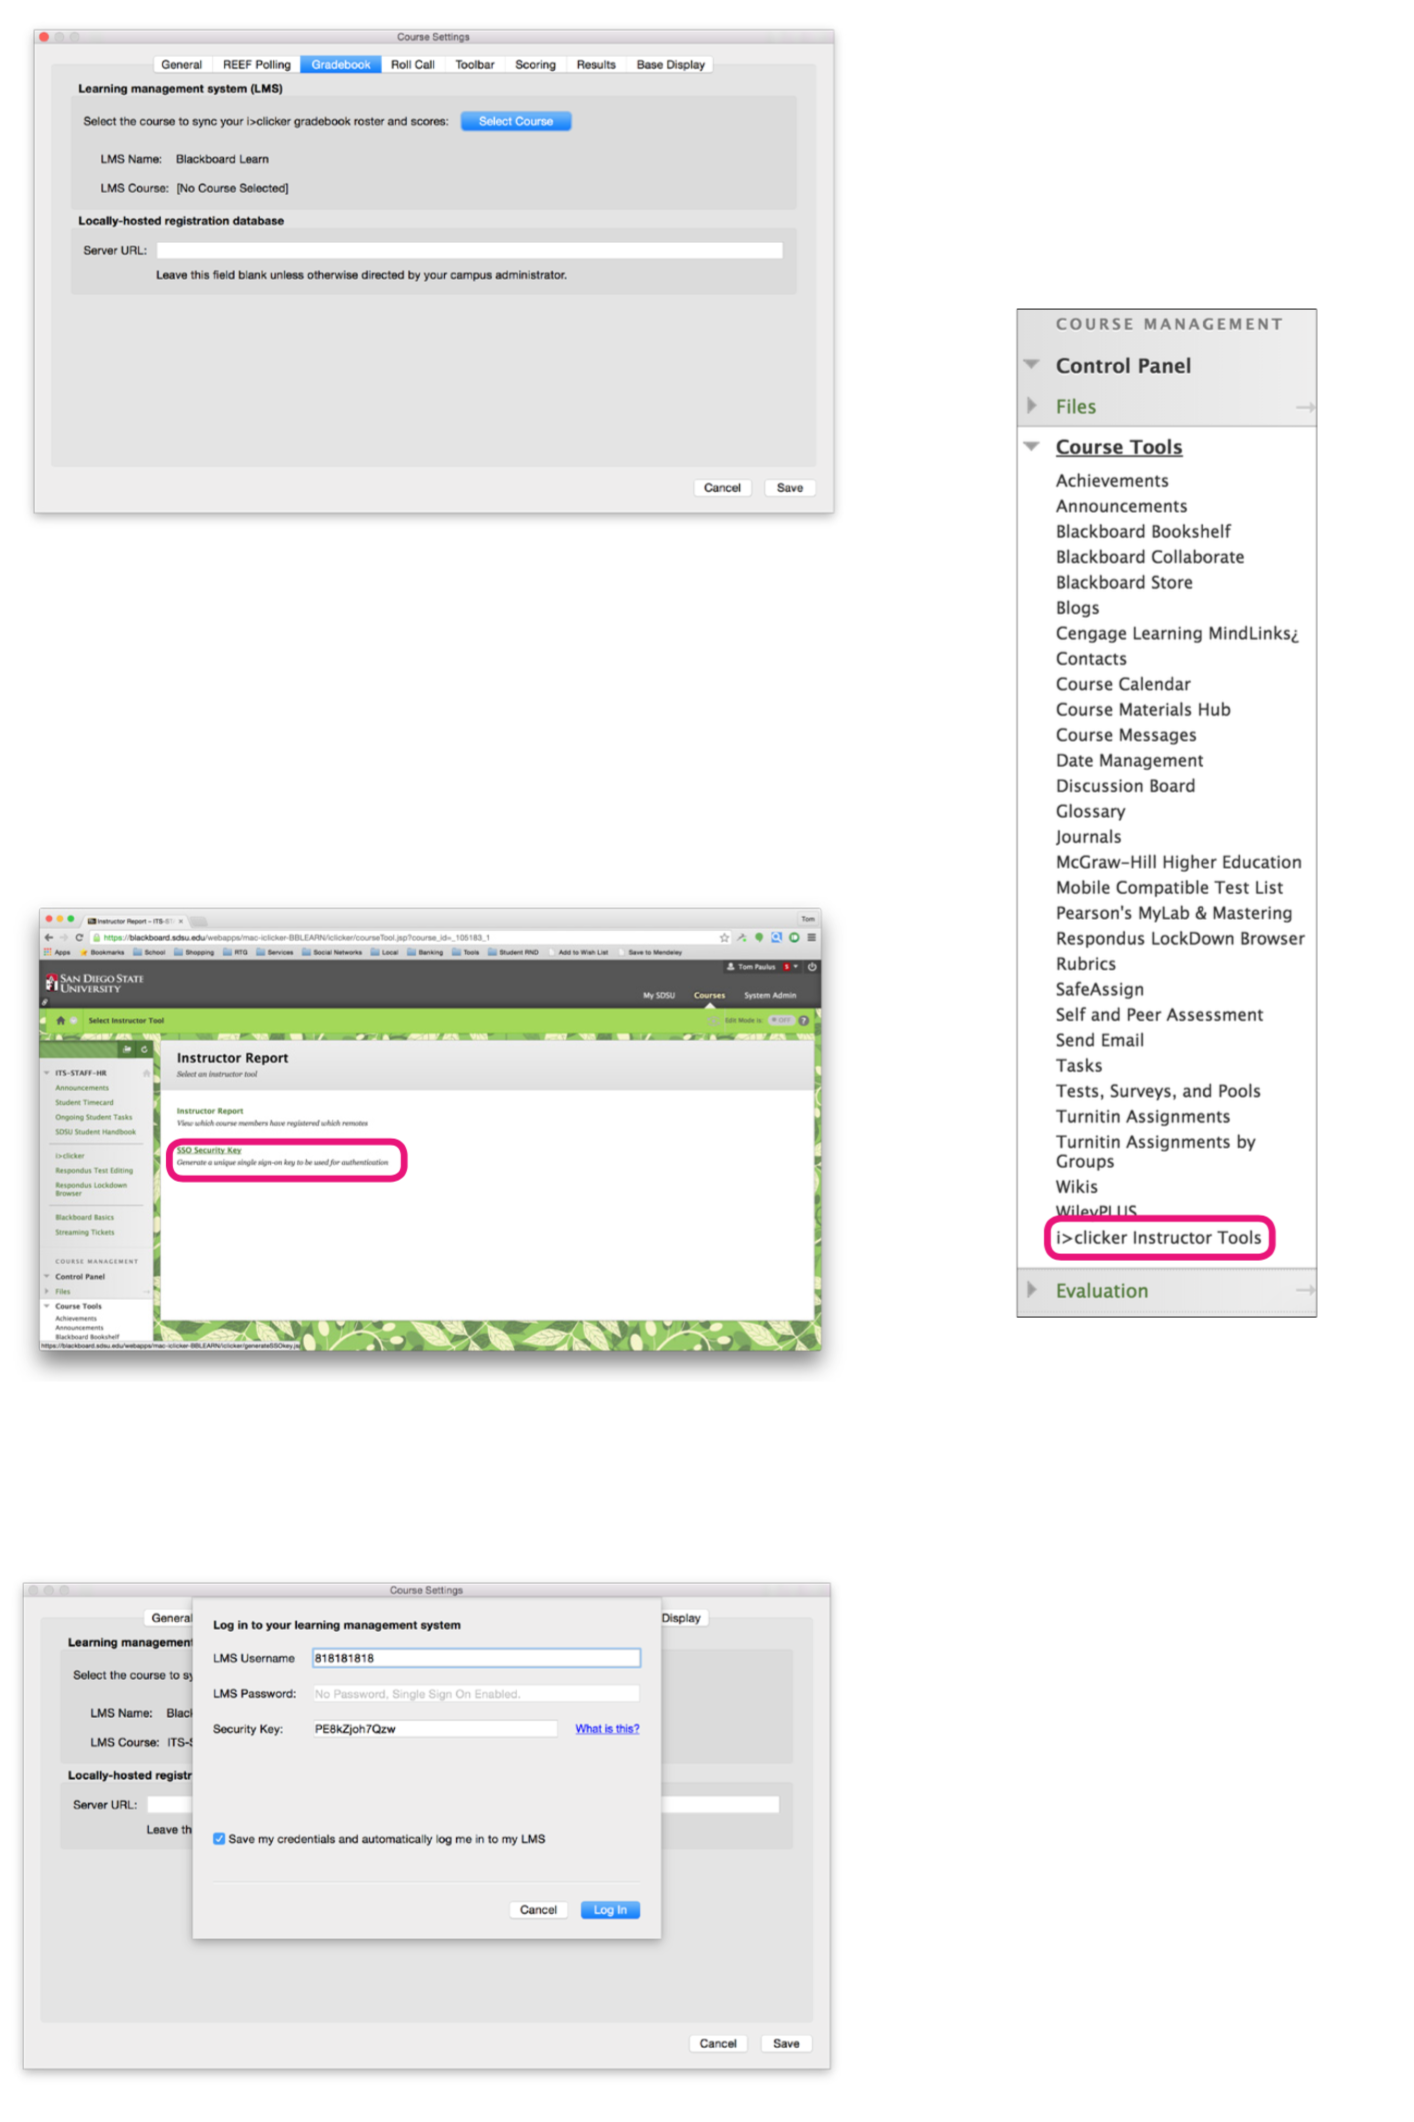 Course Settings
General REEF Polling Gradebook Roll Call Toolbar Scoring Results Base Display
Learning management system (LMS)
Select the course to sync your i>clicker gradebook roster and scores: Select Course
LMS Name: Blackboard Learn
LMS Course: [No Course Selected]
Locally-hosted registration database
Server URL:
Leave this field blank unless otherwise directed by your campus administrator.
Cancel Save
COURSE MANAGEMENT
Control Panel
Files
Course Tools
Achievements
Announcements
Blackboard Bookshelf
Blackboard Collaborate
Blackboard Store
Blogs
Cengage Learning MindLinks¿
Contacts
Course Calendar
Course Materials Hub
Course Messages
Date Management
Discussion Board
Glossary
Journals
McGraw-Hill Higher Education
Mobile Compatible Test List
Pearson's MyLab & Mastering
Respondus LockDown Browser
Rubrics
SafeAssign
Self and Peer Assessment
Send Email
Tasks
Tests, Surveys, and Pools
Turnitin Assignments
Turnitin Assignments by
Groups
Wikis
WileyPLUS
i>clicker Instructor Tools
Evaluation
Instructor Report – ITS-ST Tom
https://blackboard.sdsu.edu/webapps/mac-iclicker-BBLEARN/iclicker/courseTool.jsp?course_id=_105183_1
Apps Bookmarks School Shopping RTG Services Social Networks Local Banking Tools Student RND Add to Wish List Save to Mendeley
Tom Paulus 5
SAN DIEGO STATE
UNIVERSITY
My SDSU Courses System Admin
Select Instructor Tool Edit Mode is: OFF ?
Instructor Report
Select an instructor tool
Instructor Report
View which course members have registered which remotes
SSO Security Key
Generate a unique single sign-on key to be used for authentication
ITS-STAFF-HR
Announcements
Student Timecard
Ongoing Student Tasks
SDSU Student Handbook
i>clicker
Respondus Test Editing
Respondus Lockdown
Browser
Blackboard Basics
Streaming Tickets
COURSE MANAGEMENT
Control Panel
Files
Course Tools
Achievements
Announcements
Blackboard Bookshelf
https://blackboard.sdsu.edu/webapps/mac-iclicker-BBLEARN/iclicker/generateSSOkey.jsp
Course Settings
General Display
Log in to your learning management system
Learning management
LMS Username 818181818
Select the course to sy
LMS Password: No Password, Single Sign On Enabled.
LMS Name: Black
Security Key: PE8kZjoh7Qzw What is this?
LMS Course: ITS-S
Locally-hosted registr
Server URL:
Leave th
Save my credentials and automatically log me in to my LMS
Cancel Log In
Cancel Save